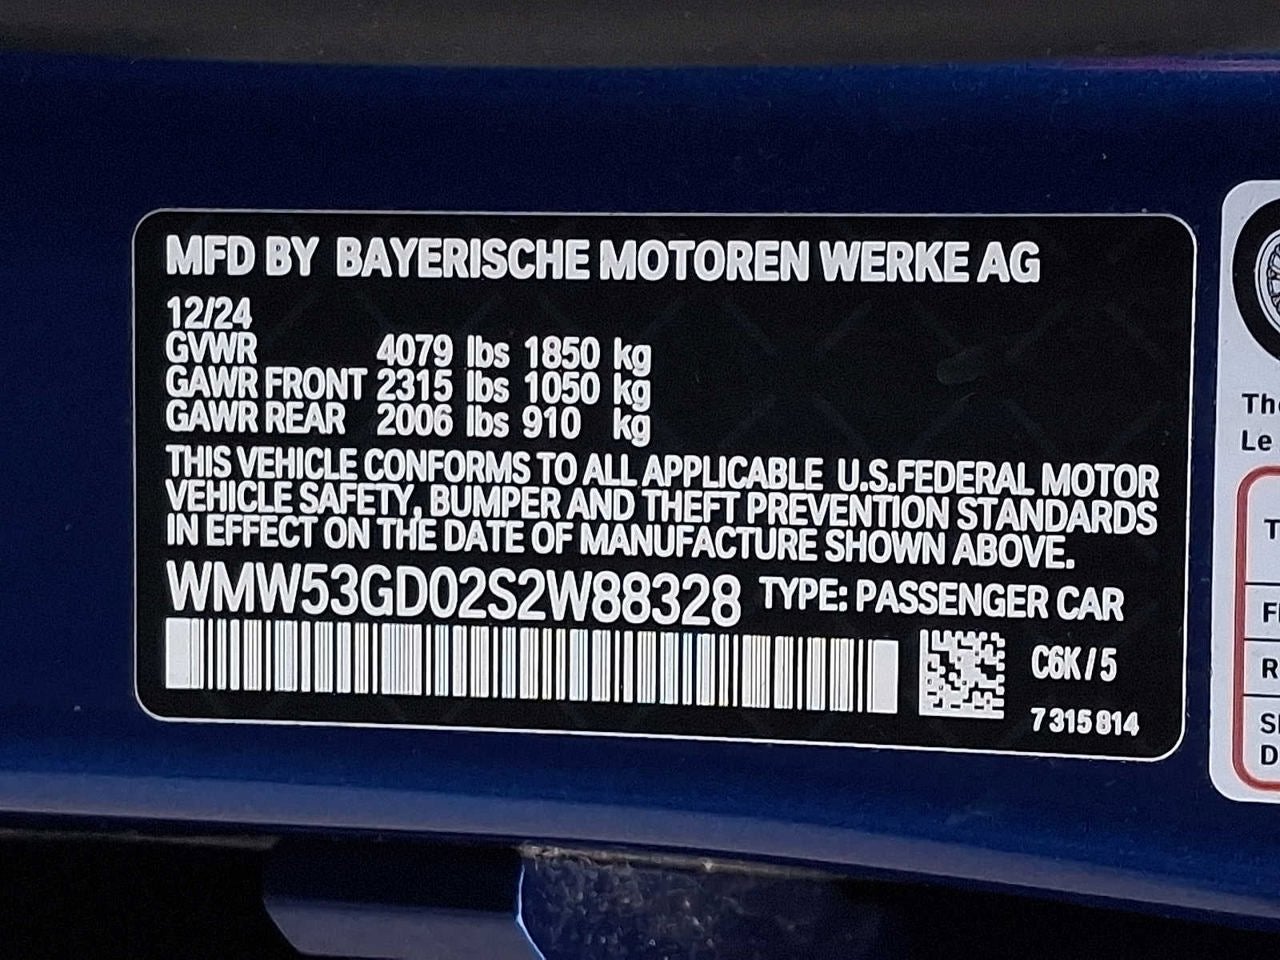 MFD BY BAYERISCHE MOTOREN WERKE AG
12/24
GVWR 4079 lbs 1850 kg
GAWR FRONT 2315 lbs 1050 kg
GAWR REAR 2006 lbs 910 kg
THIS VEHICLE CONFORMS TO ALL APPLICABLE U.S.FEDERAL MOTOR
VEHICLE SAFETY, BUMPER AND THEFT PREVENTION STANDARDS
IN EFFECT ON THE DATE OF MANUFACTURE SHOWN ABOVE.
WMW53GD02S2W88328 TYPE: PASSENGER CAR
C6K/5
7315814
Le